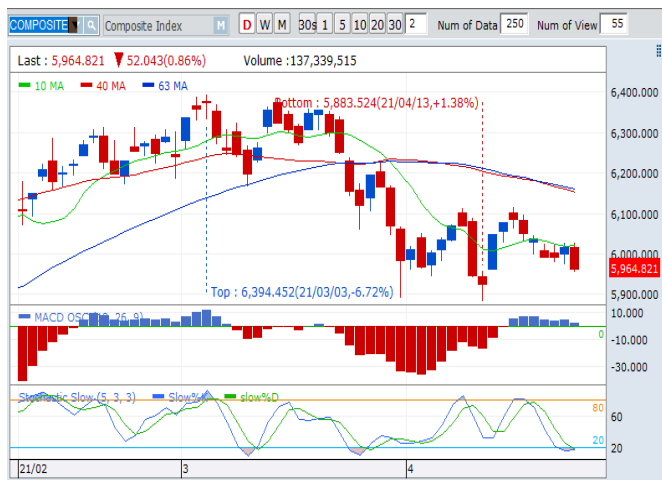 COMPOSITE Composite Index M D W M 30s 1 5 10 20 30 2 Num of Data 250 Num of View 55
Last : 5,964.821 ▼ 52.043(0.86%) Volume :137,339,515
10 MA 40 MA 63 MA
Bottom : 5,883.524(21/04/13,+1.38%)
6,400.000
6,300.000
6,200.000
6,100.000
6,000.000
5,964.821
5,900.000
Top : 6,394.452(21/03/03,-6.72%)
MACD OSC 26, 9)
10.000
0
-10.000
-30.000
Stochastic Slow (5, 3, 3) Slow% slow%D
80
60
20
20
21/02 3 4